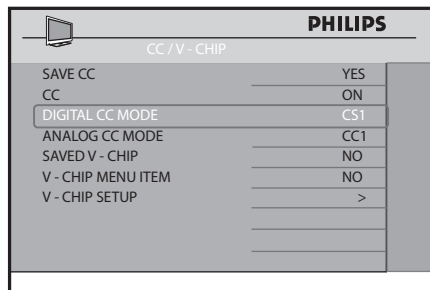 PHILIPS
CC / V - CHIP
SAVE CC YES
CC ON
DIGITAL CC MODE CS1
ANALOG CC MODE CC1
SAVED V - CHIP NO
V - CHIP MENU ITEM NO
V - CHIP SETUP >